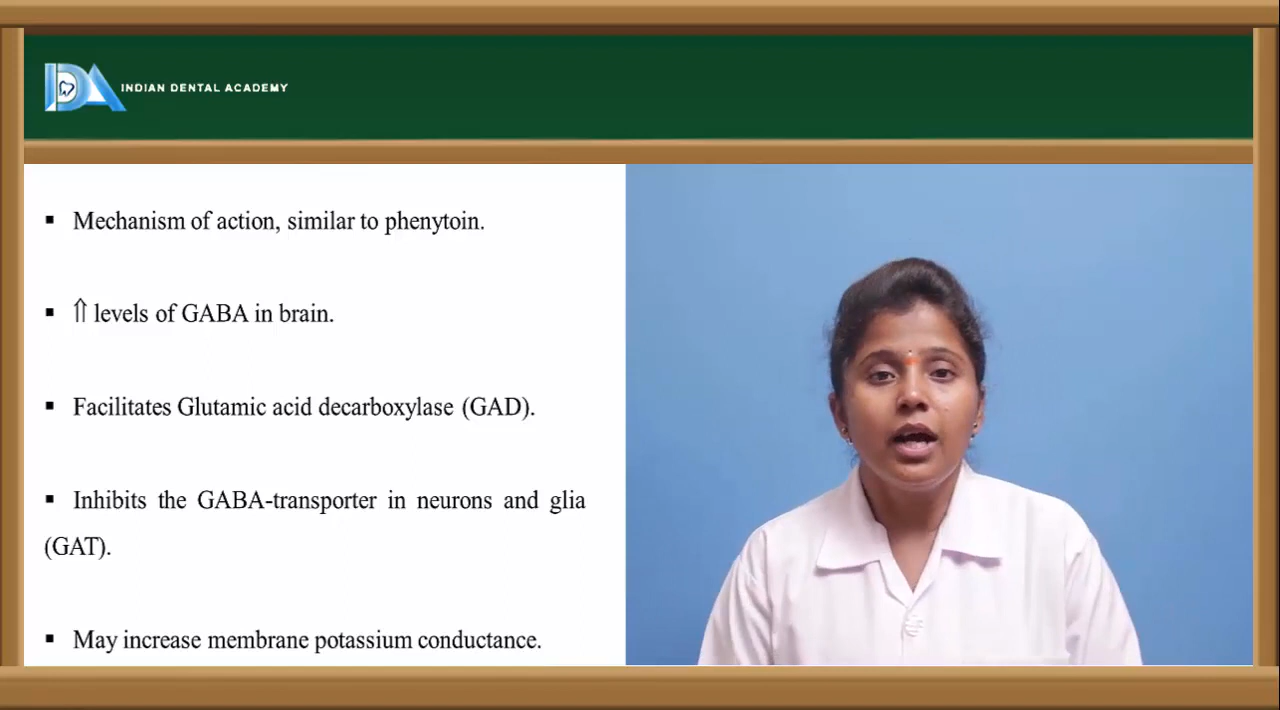 IDA INDIAN DENTAL ACADEMY
▪ Mechanism of action, similar to phenytoin.
▪ ⇑ levels of GABA in brain.
▪ Facilitates Glutamic acid decarboxylase (GAD).
▪ Inhibits the GABA-transporter in neurons and glia
(GAT).
▪ May increase membrane potassium conductance.